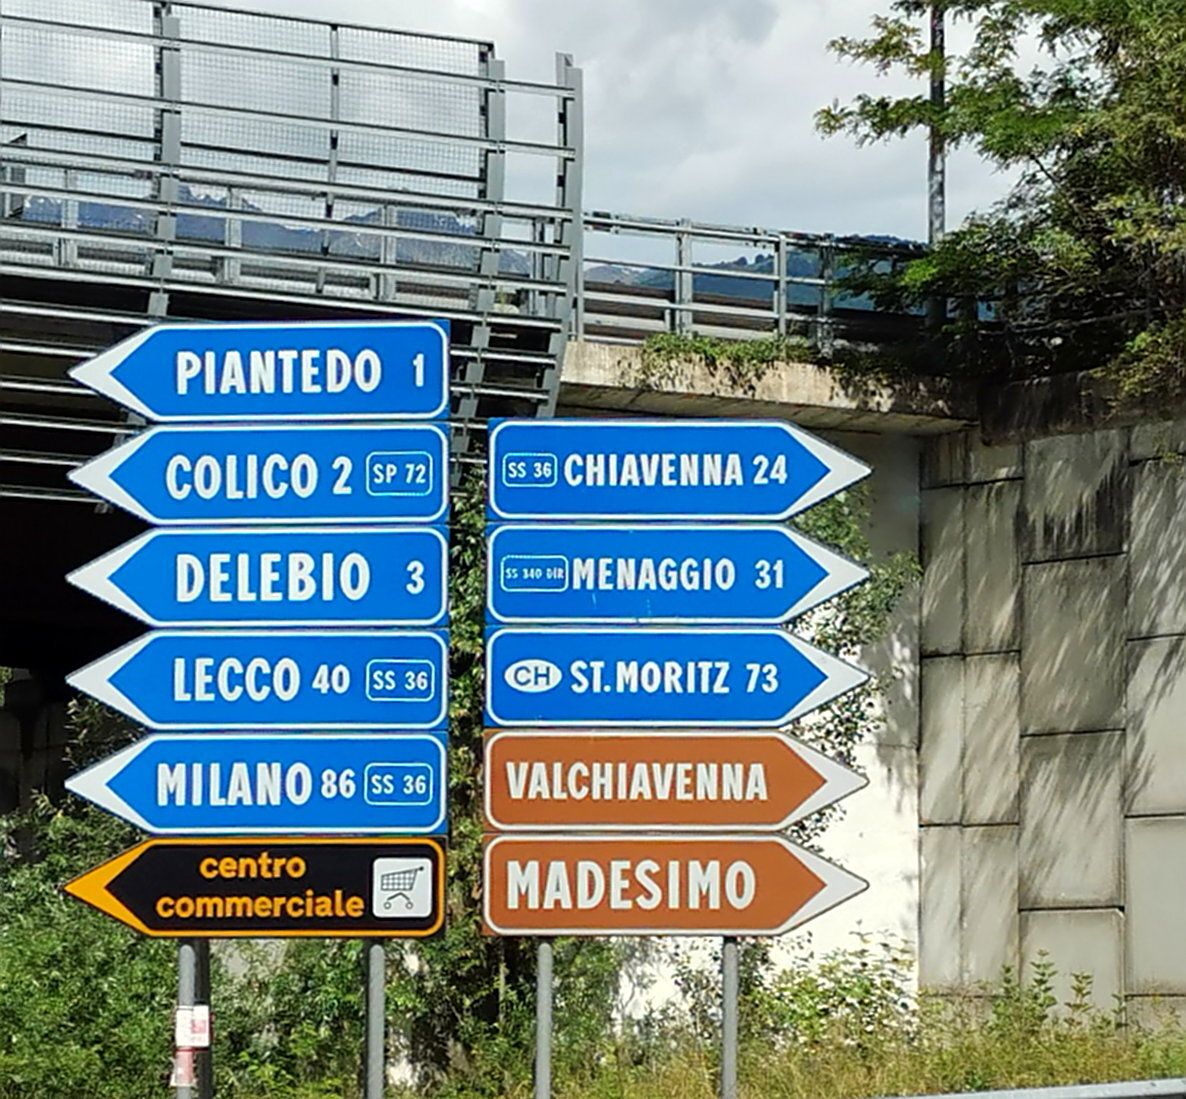 PIANTEDO 1
COLICO 2 SP 72
DELEBIO 3
LECCO 40 SS 36
MILANO 86 SS 36
centro
commerciale
SS 36 CHIAVENNA 24
SS 340 DIR MENAGGIO 31
CH ST.MORITZ 73
VALCHIAVENNA
MADESIMO